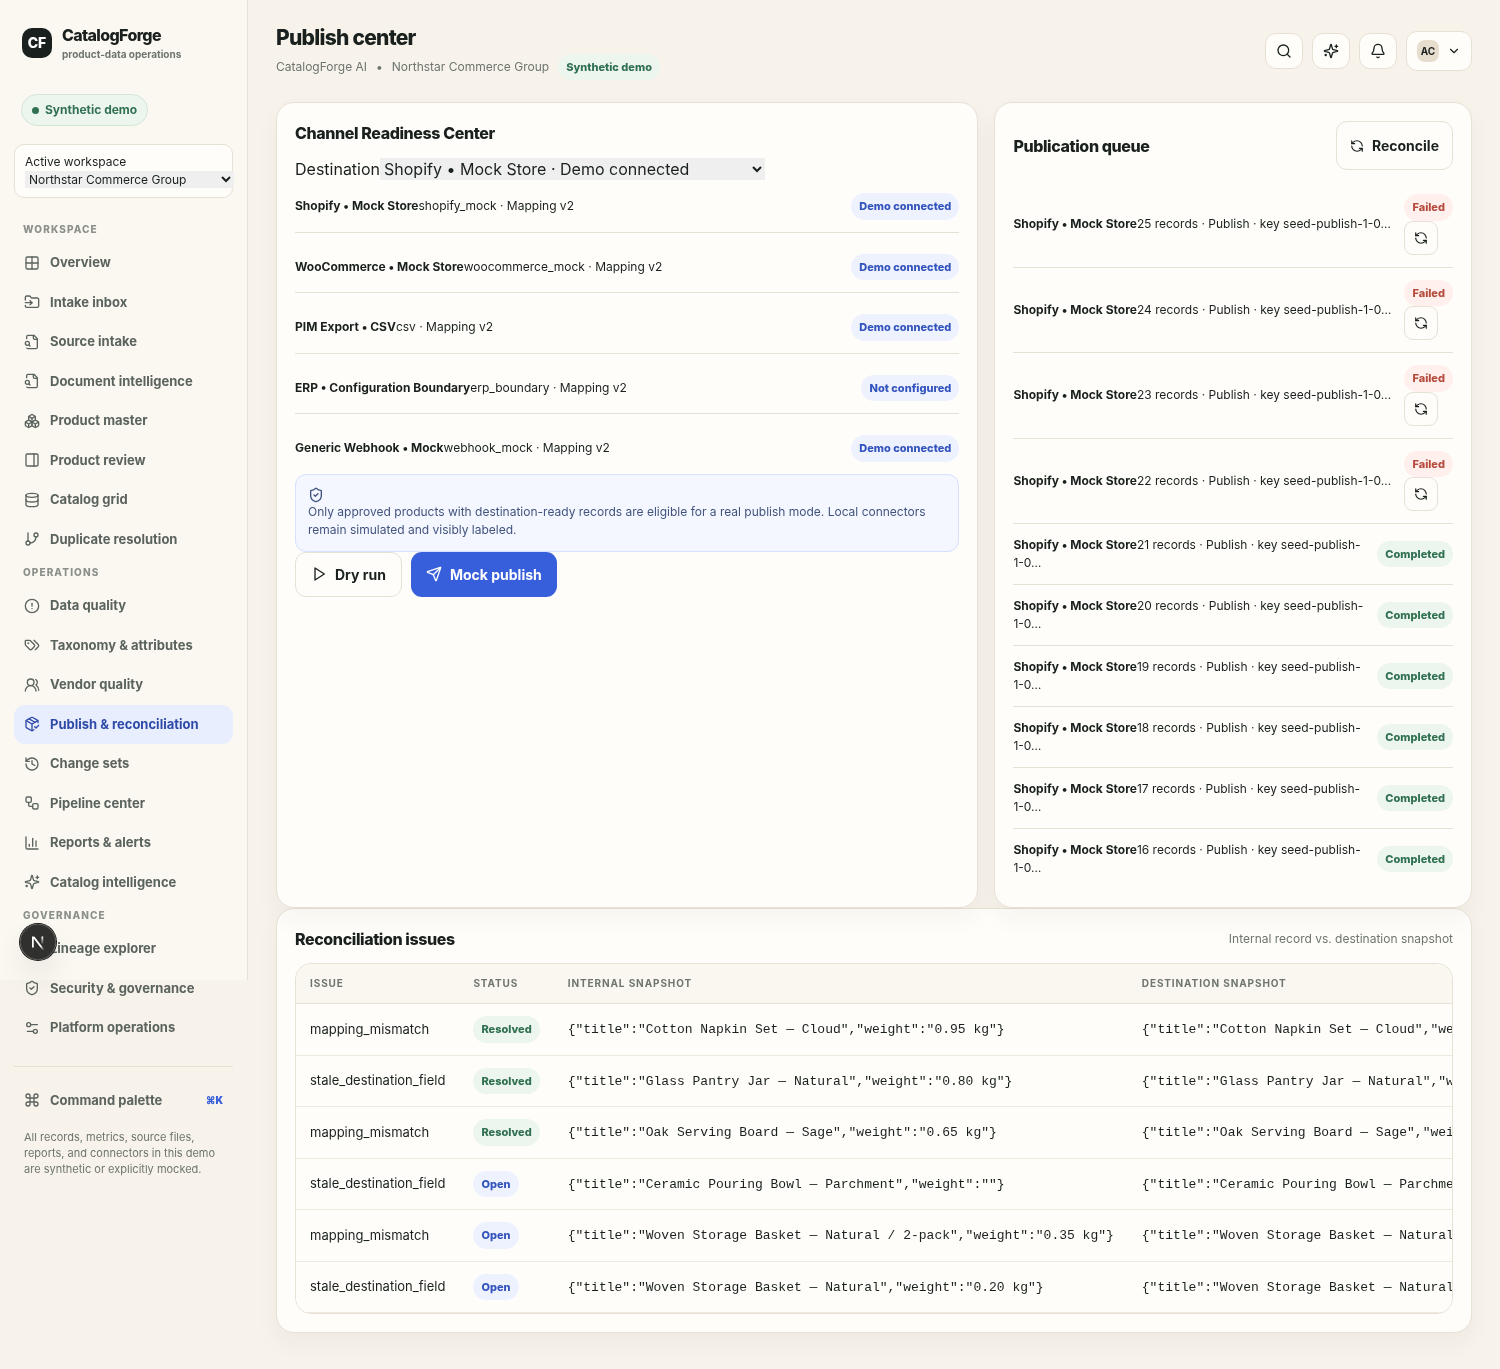 CF
CatalogForge
product-data operations
Synthetic demo
Active workspace
Northstar Commerce Group
WORKSPACE
Overview
Intake inbox
Source intake
Document intelligence
Product master
Product review
Catalog grid
Duplicate resolution
OPERATIONS
Data quality
Taxonomy & attributes
Vendor quality
Publish & reconciliation
Change sets
Pipeline center
Reports & alerts
Catalog intelligence
GOVERNANCE
N
Lineage explorer
Security & governance
Platform operations
Command palette ⌘K
All records, metrics, source files,
reports, and connectors in this demo
are synthetic or explicitly mocked.
Publish center
CatalogForge AI • Northstar Commerce Group Synthetic demo
AC
Channel Readiness Center
Destination Shopify • Mock Store · Demo connected
Shopify • Mock Storeshopify_mock · Mapping v2 Demo connected
WooCommerce • Mock Storewoocommerce_mock · Mapping v2 Demo connected
PIM Export • CSVcsv · Mapping v2 Demo connected
ERP • Configuration Boundaryerp_boundary · Mapping v2 Not configured
Generic Webhook • Mockwebhook_mock · Mapping v2 Demo connected
Only approved products with destination-ready records are eligible for a real publish mode. Local connectors
remain simulated and visibly labeled.
Dry run Mock publish
Publication queue Reconcile
Shopify • Mock Store25 records · Publish · key seed-publish-1-0… Failed
Shopify • Mock Store24 records · Publish · key seed-publish-1-0… Failed
Shopify • Mock Store23 records · Publish · key seed-publish-1-0… Failed
Shopify • Mock Store22 records · Publish · key seed-publish-1-0… Failed
Shopify • Mock Store21 records · Publish · key seed-publish-
1-0… Completed
Shopify • Mock Store20 records · Publish · key seed-publish-
1-0… Completed
Shopify • Mock Store19 records · Publish · key seed-publish-
1-0… Completed
Shopify • Mock Store18 records · Publish · key seed-publish-
1-0… Completed
Shopify • Mock Store17 records · Publish · key seed-publish-
1-0… Completed
Shopify • Mock Store16 records · Publish · key seed-publish-
1-0… Completed
Reconciliation issues Internal record vs. destination snapshot
ISSUE STATUS INTERNAL SNAPSHOT DESTINATION SNAPSHOT
mapping_mismatch Resolved {"title":"Cotton Napkin Set — Cloud","weight":"0.95 kg"} {"title":"Cotton Napkin Set — Cloud","we
stale_destination_field Resolved {"title":"Glass Pantry Jar — Natural","weight":"0.80 kg"} {"title":"Glass Pantry Jar — Natural","w
mapping_mismatch Resolved {"title":"Oak Serving Board — Sage","weight":"0.65 kg"} {"title":"Oak Serving Board — Sage","wei
stale_destination_field Open {"title":"Ceramic Pouring Bowl — Parchment","weight":""} {"title":"Ceramic Pouring Bowl — Parchme
mapping_mismatch Open {"title":"Woven Storage Basket — Natural / 2-pack","weight":"0.35 kg"} {"title":"Woven Storage Basket — Natural
stale_destination_field Open {"title":"Woven Storage Basket — Natural","weight":"0.20 kg"} {"title":"Woven Storage Basket — Natural